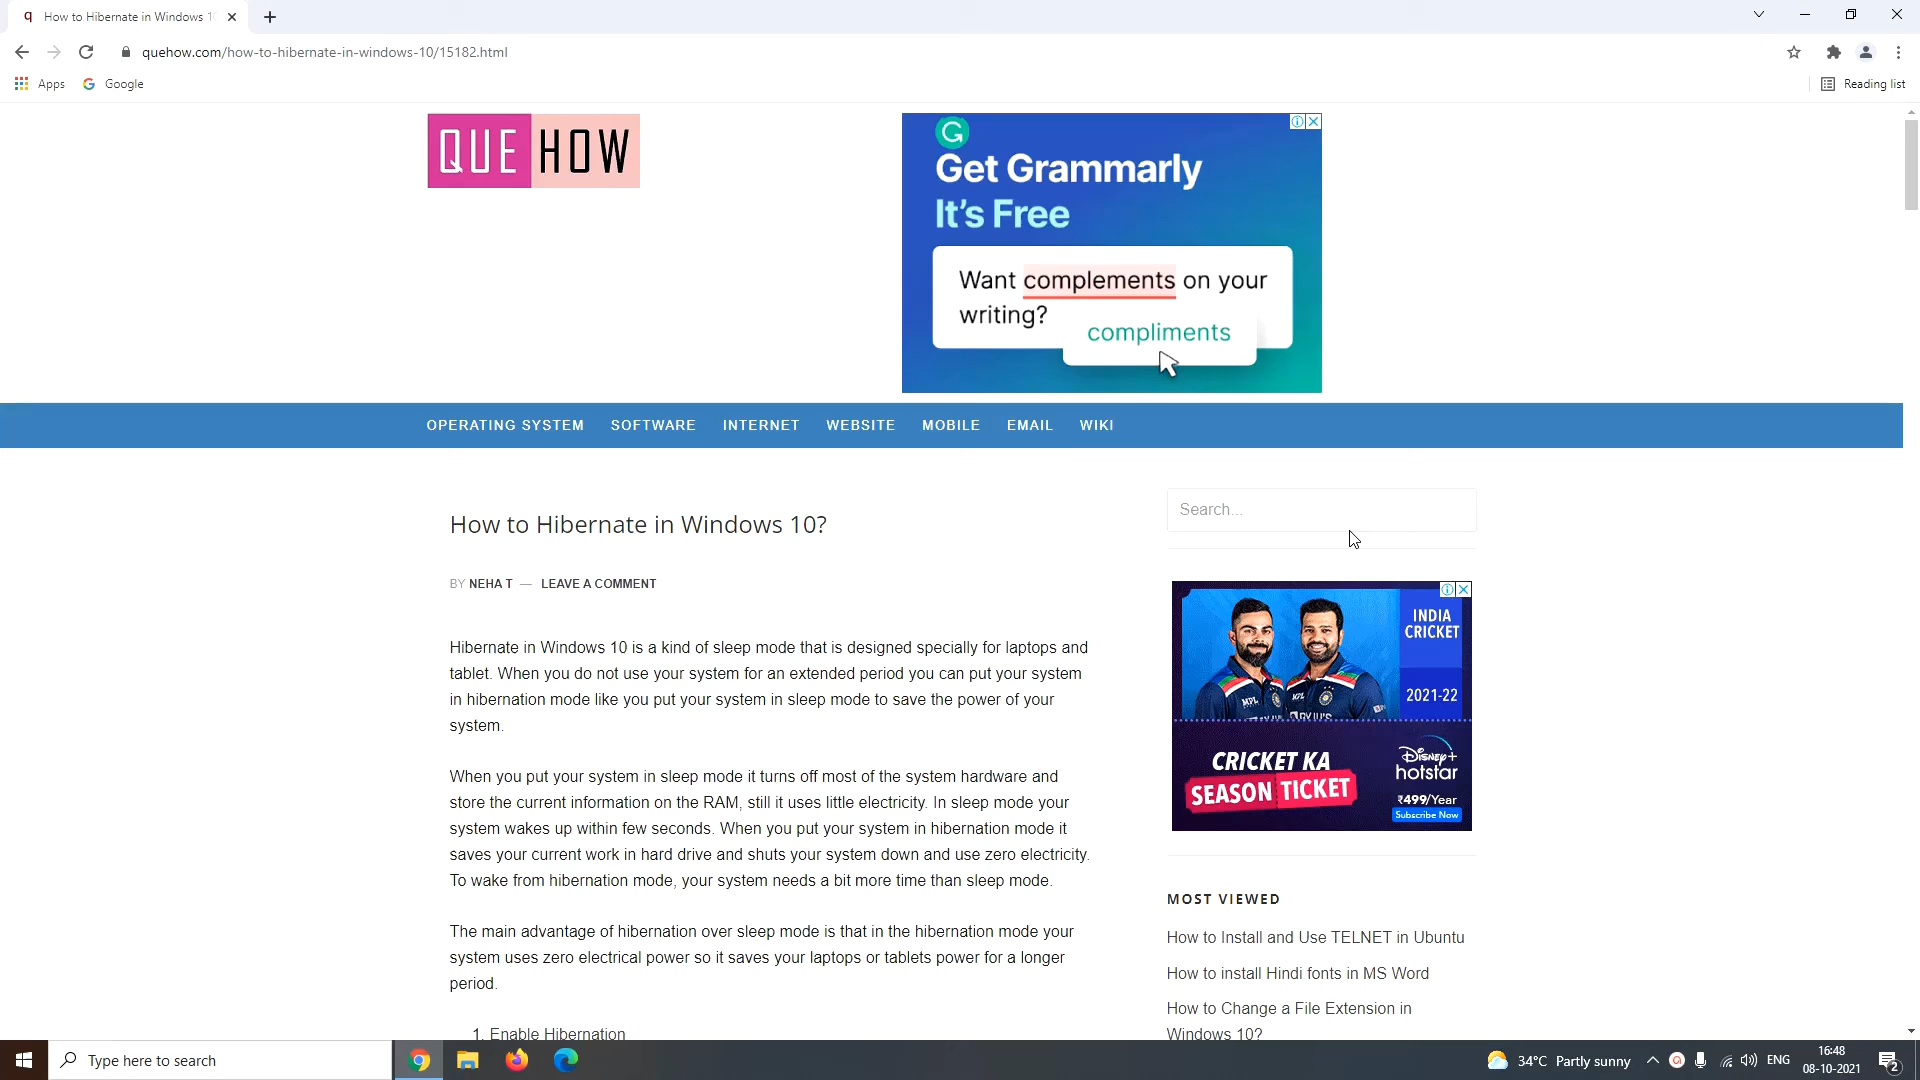 How to Hibernate in Windows 10
quehow.com/how-to-hibernate-in-windows-10/15182.html
Apps
Google
Reading list
QUE HOW
Get Grammarly
It's Free
Want complements on your
writing?
compliments
OPERATING SYSTEM SOFTWARE INTERNET WEBSITE MOBILE EMAIL WIKI
How to Hibernate in Windows 10?
Search...
BY NEHA T — LEAVE A COMMENT
Hibernate in Windows 10 is a kind of sleep mode that is designed specially for laptops and
tablet. When you do not use your system for an extended period you can put your system
in hibernation mode like you put your system in sleep mode to save the power of your
system.
When you put your system in sleep mode it turns off most of the system hardware and
store the current information on the RAM, still it uses little electricity. In sleep mode your
system wakes up within few seconds. When you put your system in hibernation mode it
saves your current work in hard drive and shuts your system down and use zero electricity.
To wake from hibernation mode, your system needs a bit more time than sleep mode.
The main advantage of hibernation over sleep mode is that in the hibernation mode your
system uses zero electrical power so it saves your laptops or tablets power for a longer
period.
1. Enable Hibernation
INDIA
CRICKET
2021-22
MPL
CRICKET KA
SEASON TICKET
Disney+
hotstar
₹499/Year
Subscribe Now
MOST VIEWED
How to Install and Use TELNET in Ubuntu
How to install Hindi fonts in MS Word
How to Change a File Extension in
Windows 10?
Type here to search
34°C Partly sunny
ENG
16:48
08-10-2021
2